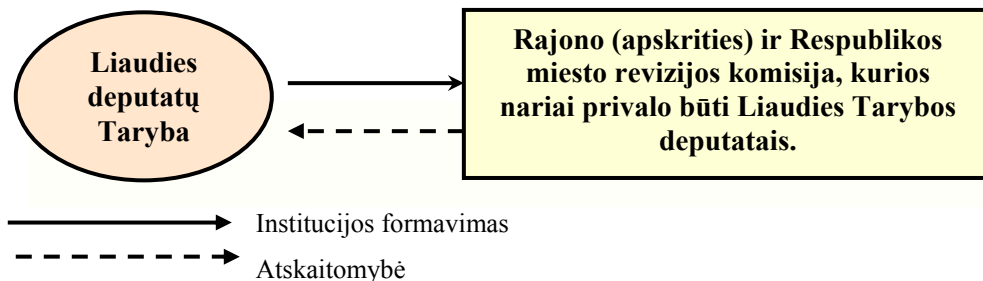 Liaudies
deputatų
Taryba
Rajono (apskrities) ir Respublikos
miesto revizijos komisija, kurios
nariai privalo būti Liaudies Tarybos
deputatais.
Institucijos formavimas
Atskaitomybė